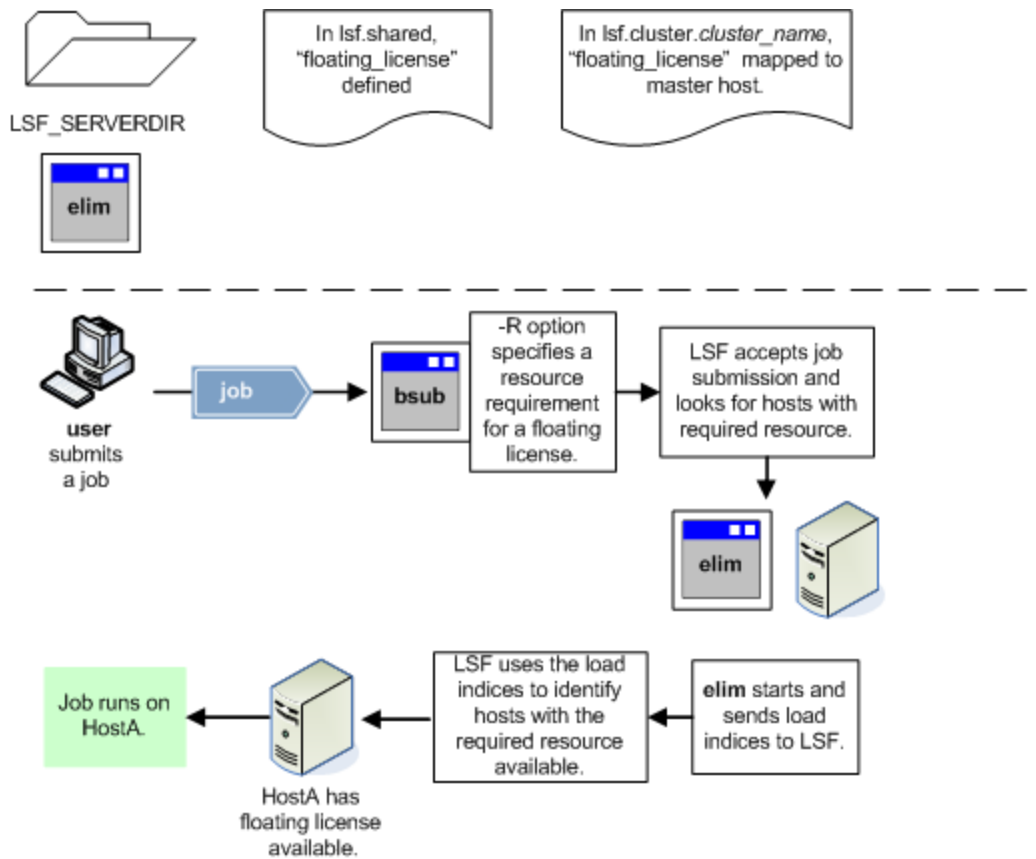 In lsf.shared,
“floating_license”
defined
In lsf.cluster.cluster_name,
“floating_license” mapped to
master host.
LSF_SERVERDIR
elim
user
submits
a job
job
bsub
-R option
specifies a
resource
requirement
for a floating
license.
LSF accepts job
submission and
looks for hosts with
required resource.
elim
elim starts and
sends load
indices to LSF.
LSF uses the load
indices to identify
hosts with the
required resource
available.
HostA has
floating license
available.
Job runs on
HostA.